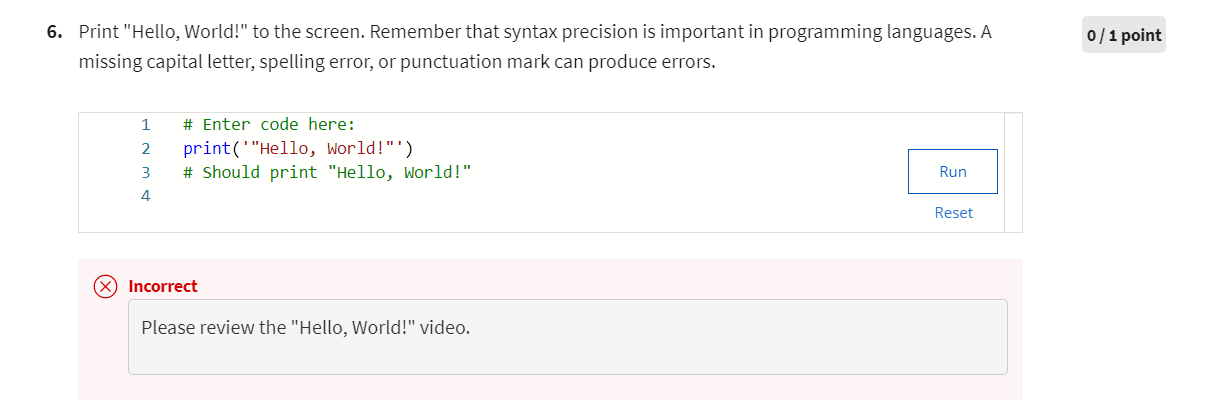 6. Print "Hello, World!" to the screen. Remember that syntax precision is important in programming languages. A
0 / 1 point
missing capital letter, spelling error, or punctuation mark can produce errors.
1 # Enter code here:
2 print('"Hello, World!"')
3 # Should print "Hello, World!"
4
Run
Reset
Incorrect
Please review the "Hello, World!" video.